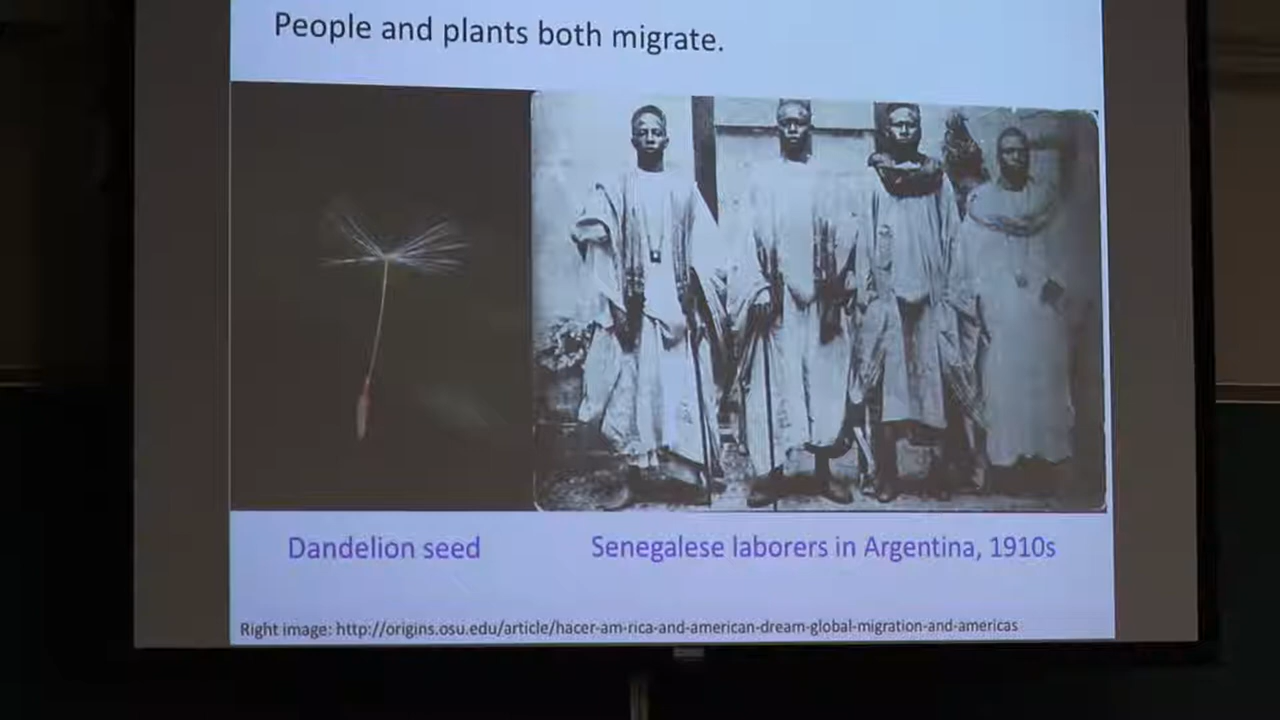 People and plants both migrate.
Dandelion seed
Senegalese laborers in Argentina, 1910s
Right image: http://origins.osu.edu/article/hacer-am-rica-and-american-dream-global-migration-and-americas